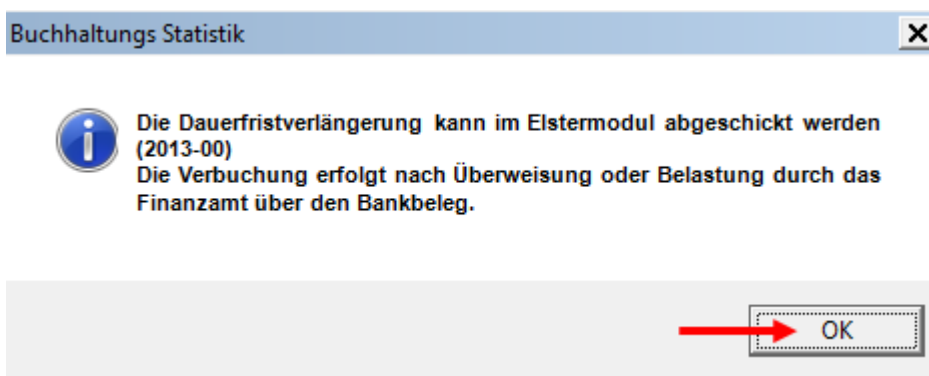 Buchhaltungs Statistik
Die Dauerfristverlängerung kann im Elstermodul abgeschickt werden
(2013-00)
Die Verbuchung erfolgt nach Überweisung oder Belastung durch das
Finanzamt über den Bankbeleg.
OK